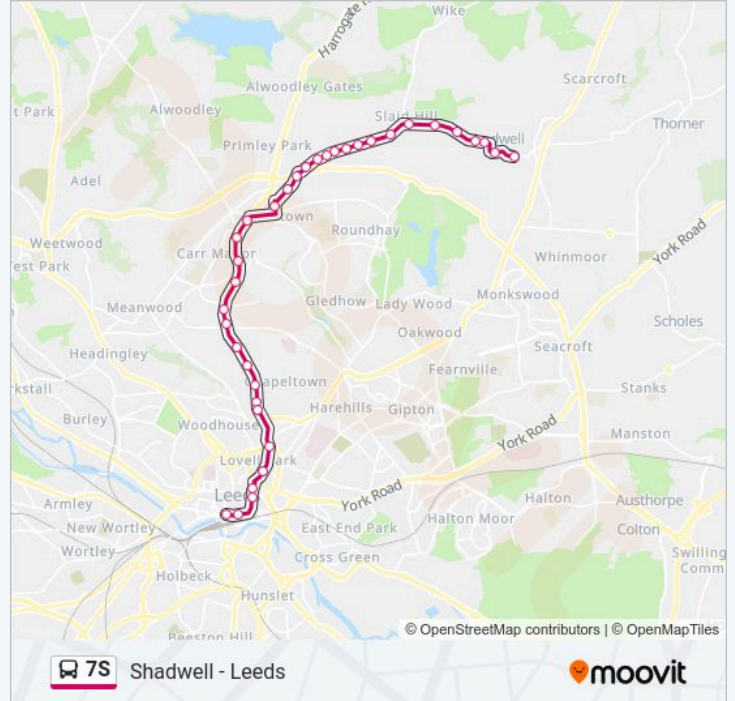 Wike
Harrogate R
Scarcroft
Alwoodley Gates
t Park
Alwoodley
Slaid Hill
Thorner
dwell
Primley Park
Adel
town
Roundhay
Weetwood
Carr Manor
York Road
est Park
Whinmoor
Monkswood
Gledhow
Lady Wood
Meanwood
Scholes
Oakwood
Seacroft
Headingley
Fearnville
kstall
Chapeltown
Stanks
Harehills
Gipton
Burley
Woodhouse
York Road
Manston
Lovell Park
Leed
York Road
Halton
Austhorpe
Armley
New Wortley
East End Park
Halton Moor
Colton
Wortley
Cross Green
Swilling
Comm
Holbeck
Hunslet
Beeston Hill
© OpenStreetMap contributors | © OpenMapTiles
7S Shadwell - Leeds
moovit